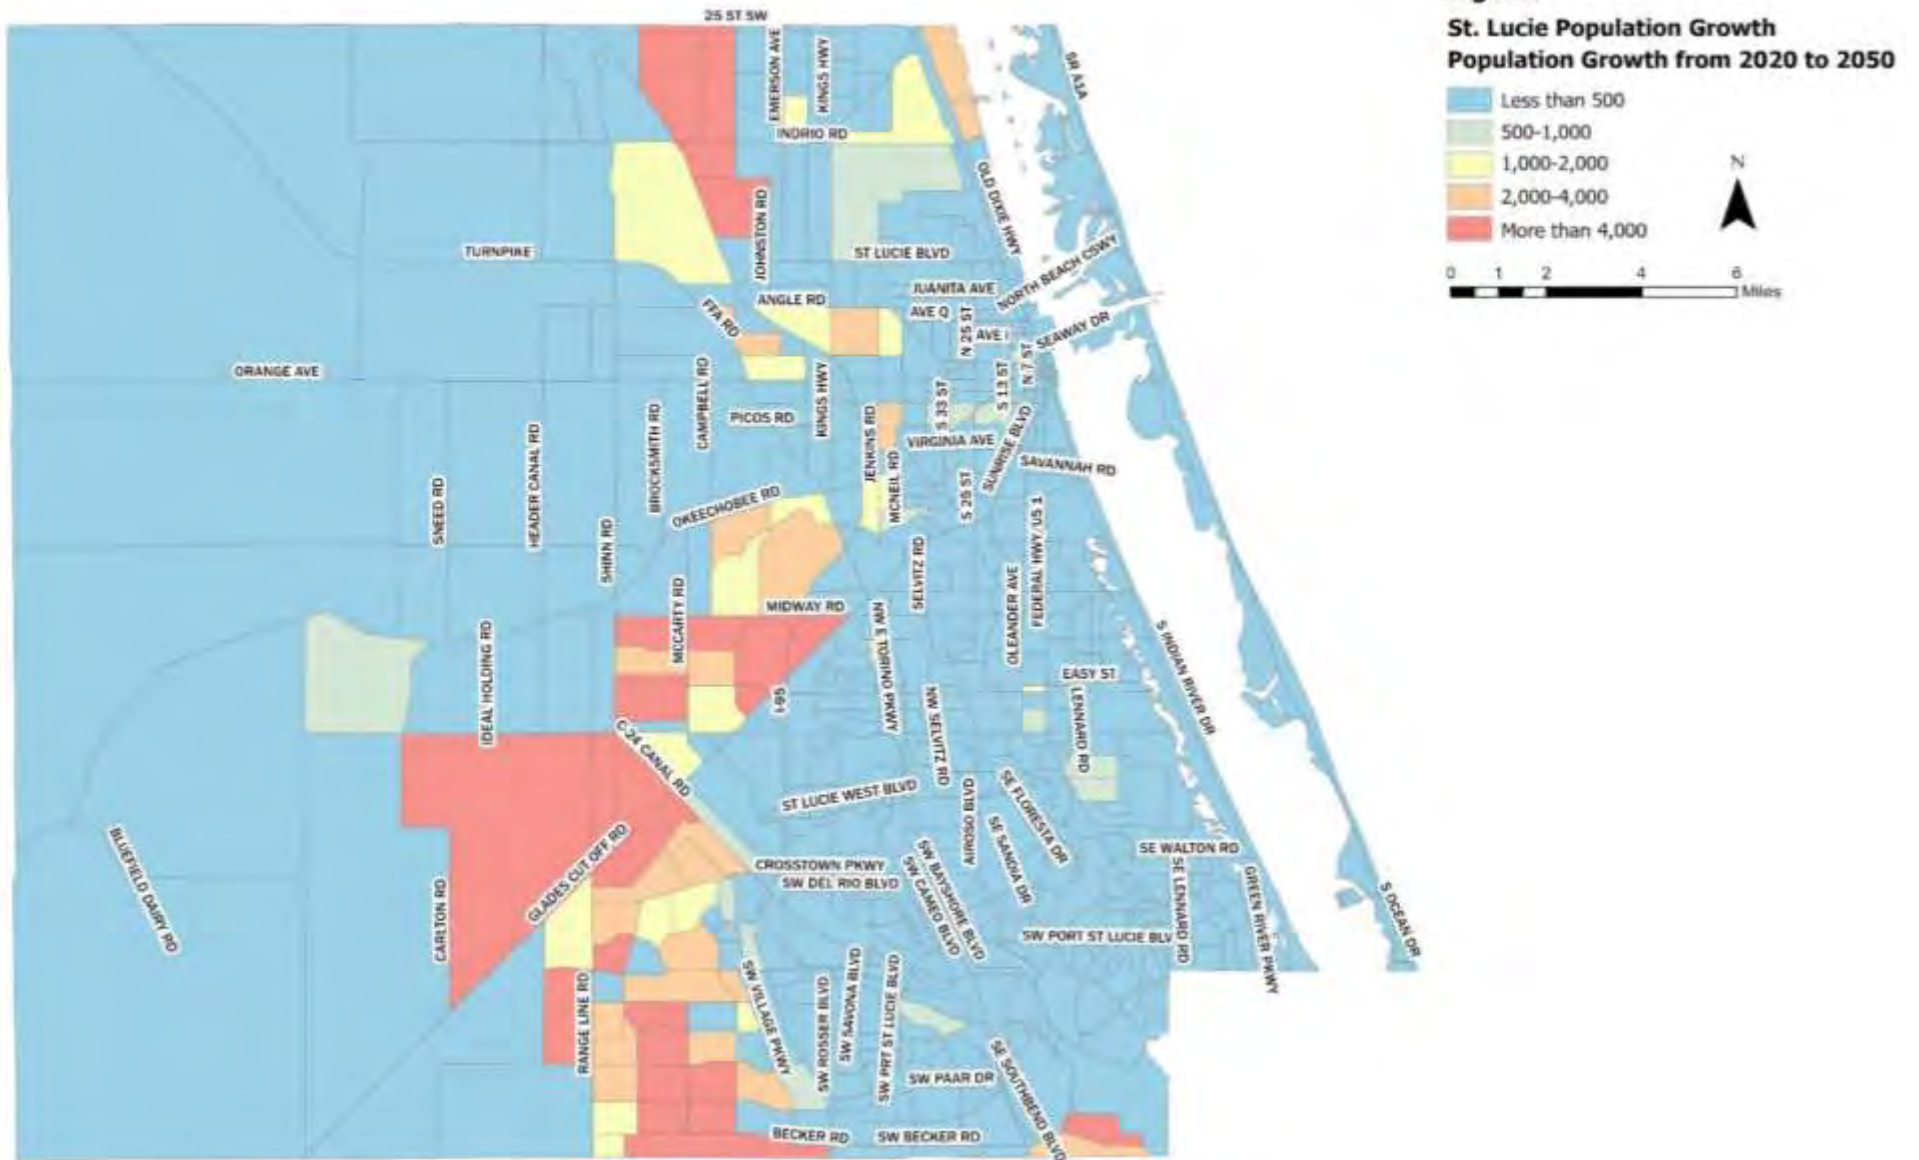 St. Lucie Population Growth
Population Growth from 2020 to 2050
Less than 500
500-1,000
1,000-2,000
2,000-4,000
More than 4,000
N
0 1 2 4 6
Miles
25 ST SW
EMERSON AVE
KINGS HWY
SR A1A
INDRIO RD
OLD DIXIE HWY
JOHNSTON RD
TURNPIKE
ST LUCIE BLVD
NORTH BEACH CSWY
JUANITA AVE
ANGLE RD
FFA RD
AVE Q
N 25 ST
AVE I
SEAWAY DR
N 7 ST
ORANGE AVE
CAMPBELL RD
KINGS HWY
S 33 ST
S 13 ST
PICOS RD
BROCKSMITH RD
JENKINS RD
VIRGINIA AVE
SUNRISE BLVD
HEADER CANAL RD
SNEED RD
MCNEIL RD
SAVANNAH RD
OKEECHOBEE RD
S 25 ST
FEDERAL HWY/US 1
SHINN RD
SELVITZ RD
OLEANDER AVE
MCCARTY RD
MIDWAY RD
NW E TORINO PKWY
S INDIAN RIVER DR
IDEAL HOLDING RD
EASY ST
I-95
NW SELVITZ RD
LENNARD RD
C-24 CANAL RD
ST LUCIE WEST BLVD
AIROSO BLVD
SE FLORESTA DR
BLUEFIELD DAIRY RD
GLADES CUT OFF RD
SE SANDIA DR
SE WALTON RD
CROSSTOWN PKWY
SW DEL RIO BLVD
SW BAYSHORE BLVD
SW CAMEO BLVD
SE LENNARD RD
GREEN RIVER PKWY
S OCEAN DR
CARLTON RD
SW PORT ST LUCIE BLV
RANGE LINE RD
SW VILLAGE PKWY
SW ROSSER BLVD
SW SAVONA BLVD
SW PRT ST LUCIE BLVD
SW PAAR DR
SE SOUTHBEND BLVD
BECKER RD
SW BECKER RD